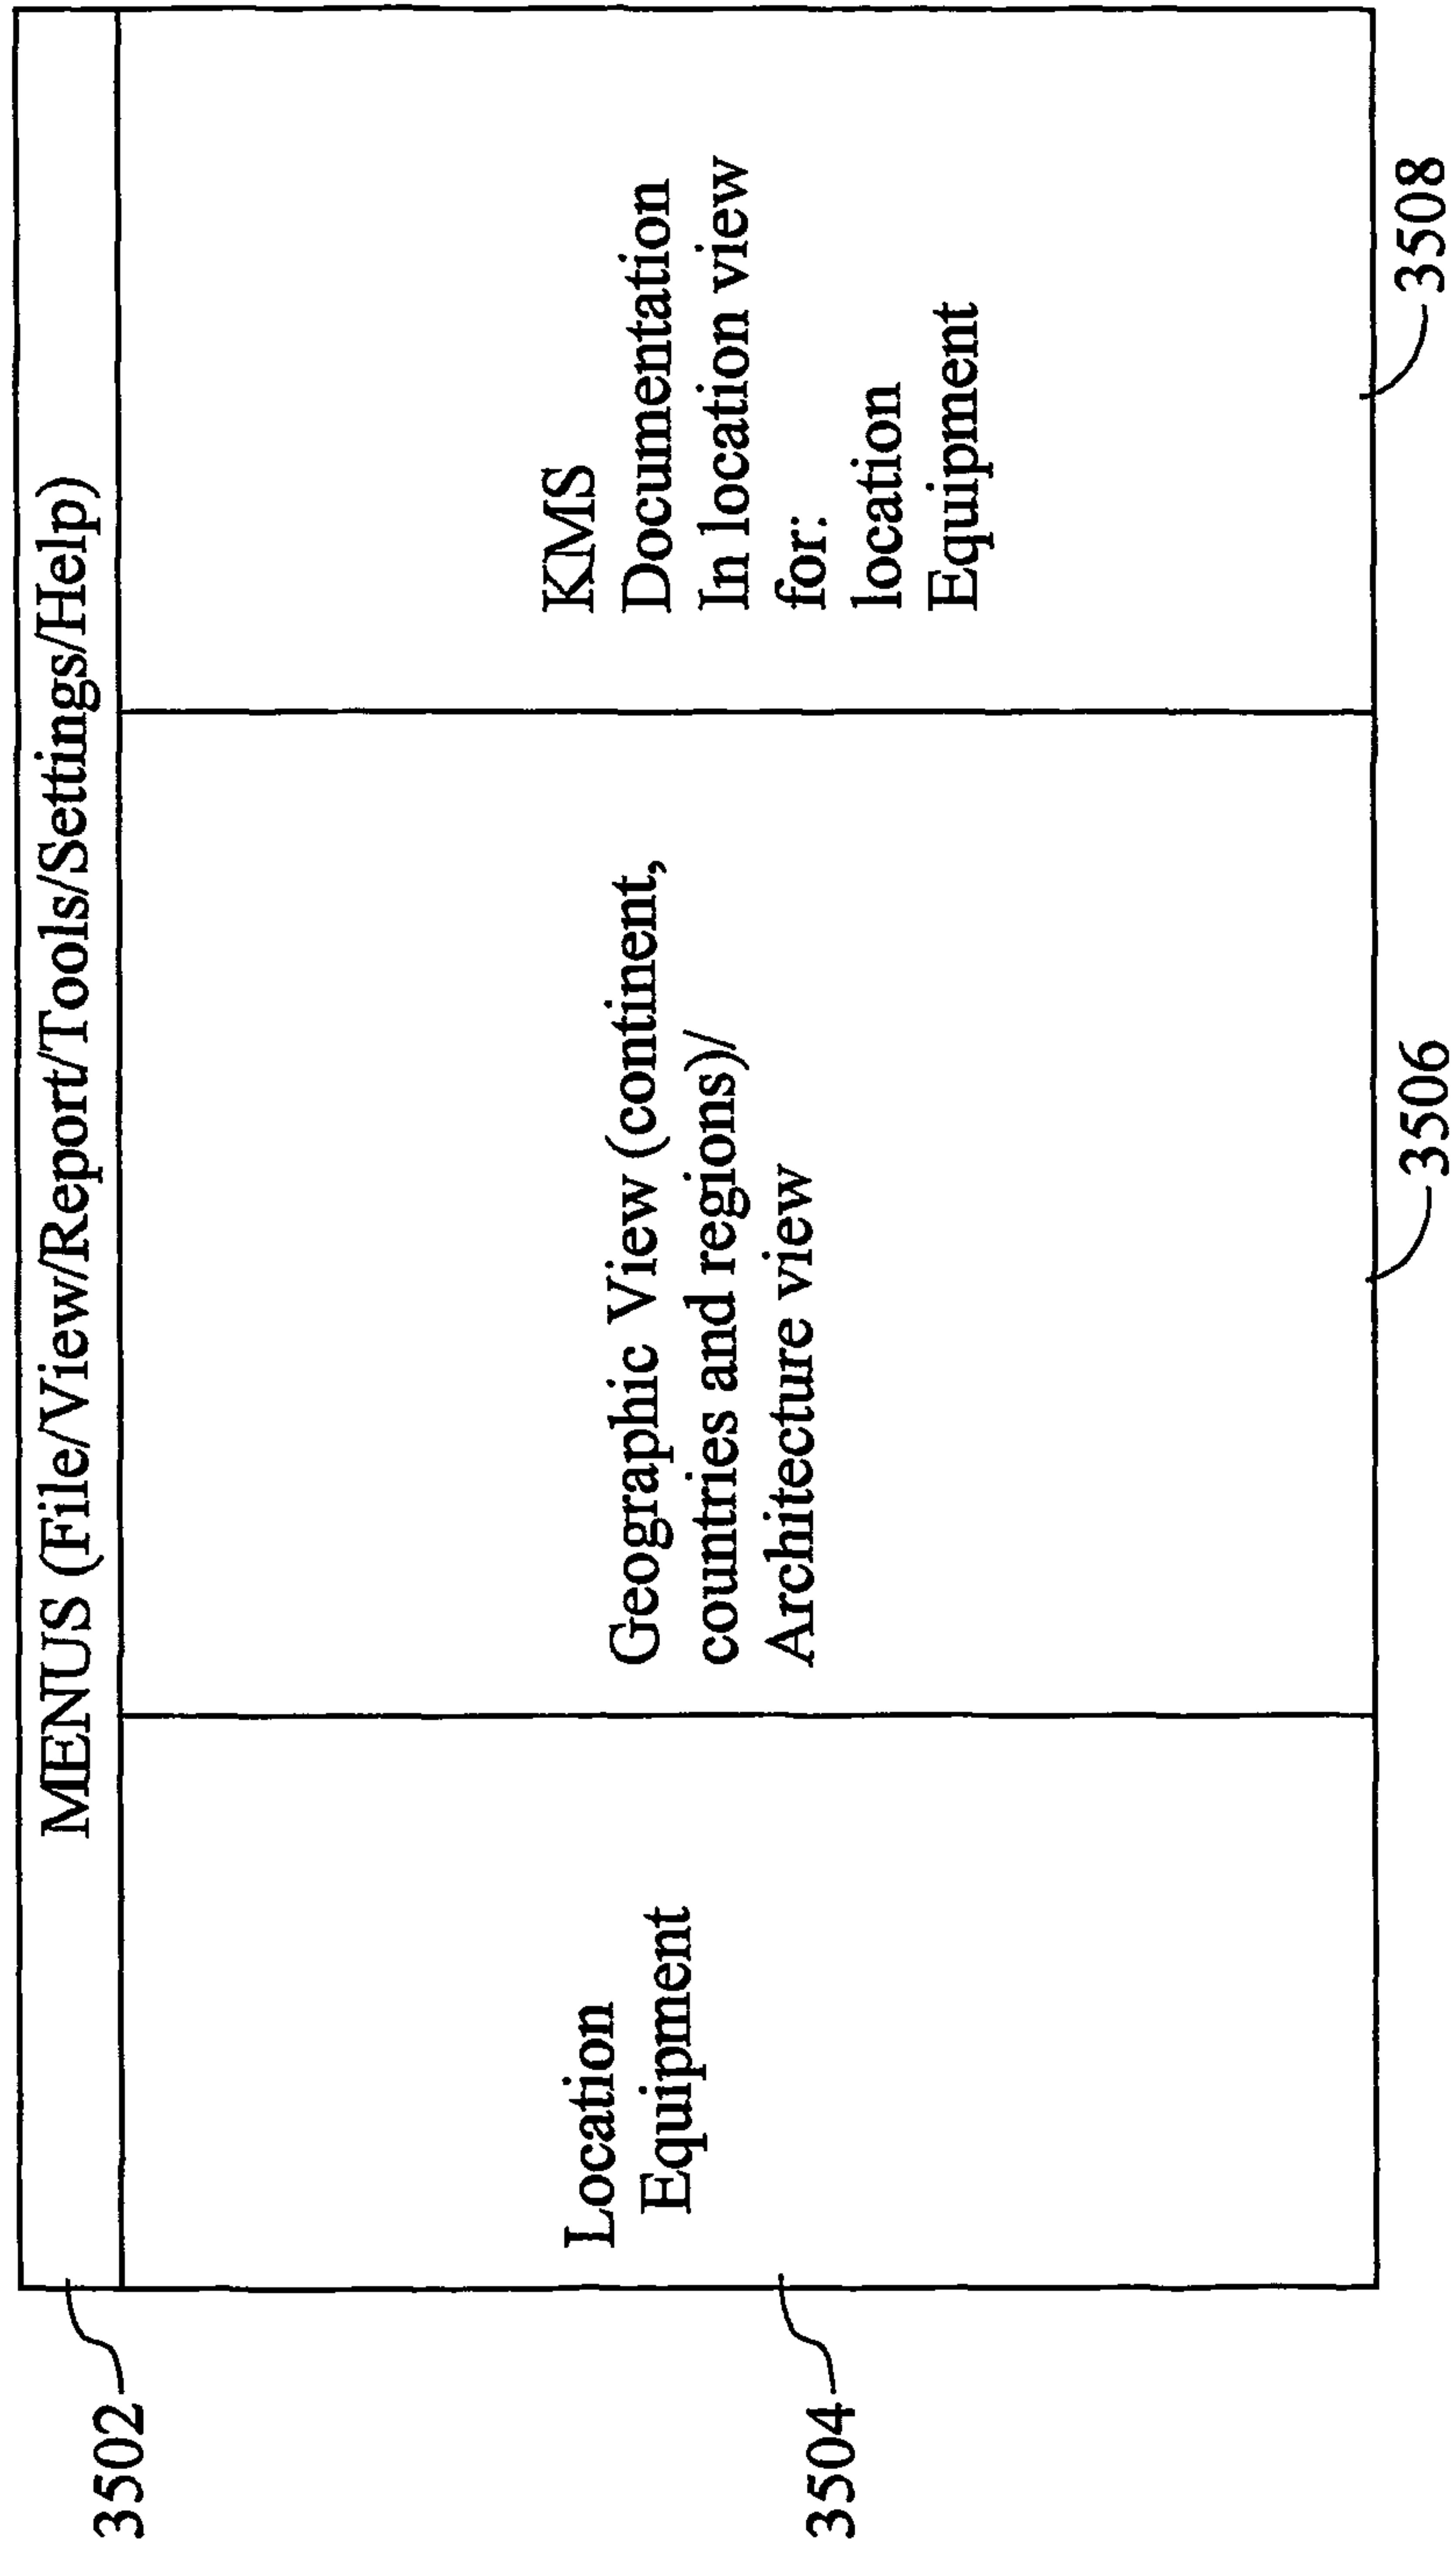 MENUS (File/View/Report/Tools/Settings/Help)
3502
Location
Equipment
3504
Geographic View (continent,
countries and regions)/
Architecture view
3506
KMS
Documentation
In location view
for:
location
Equipment
3508